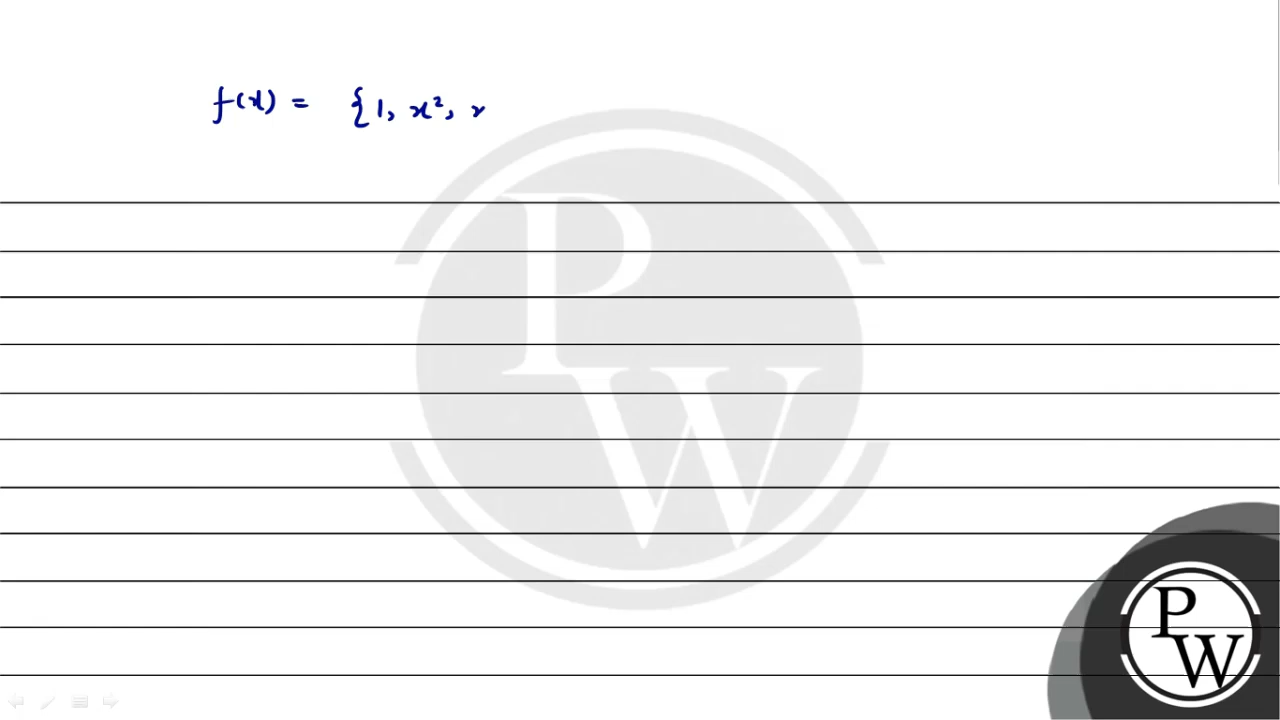 f(x) = {1, x², x
P
W
P
W